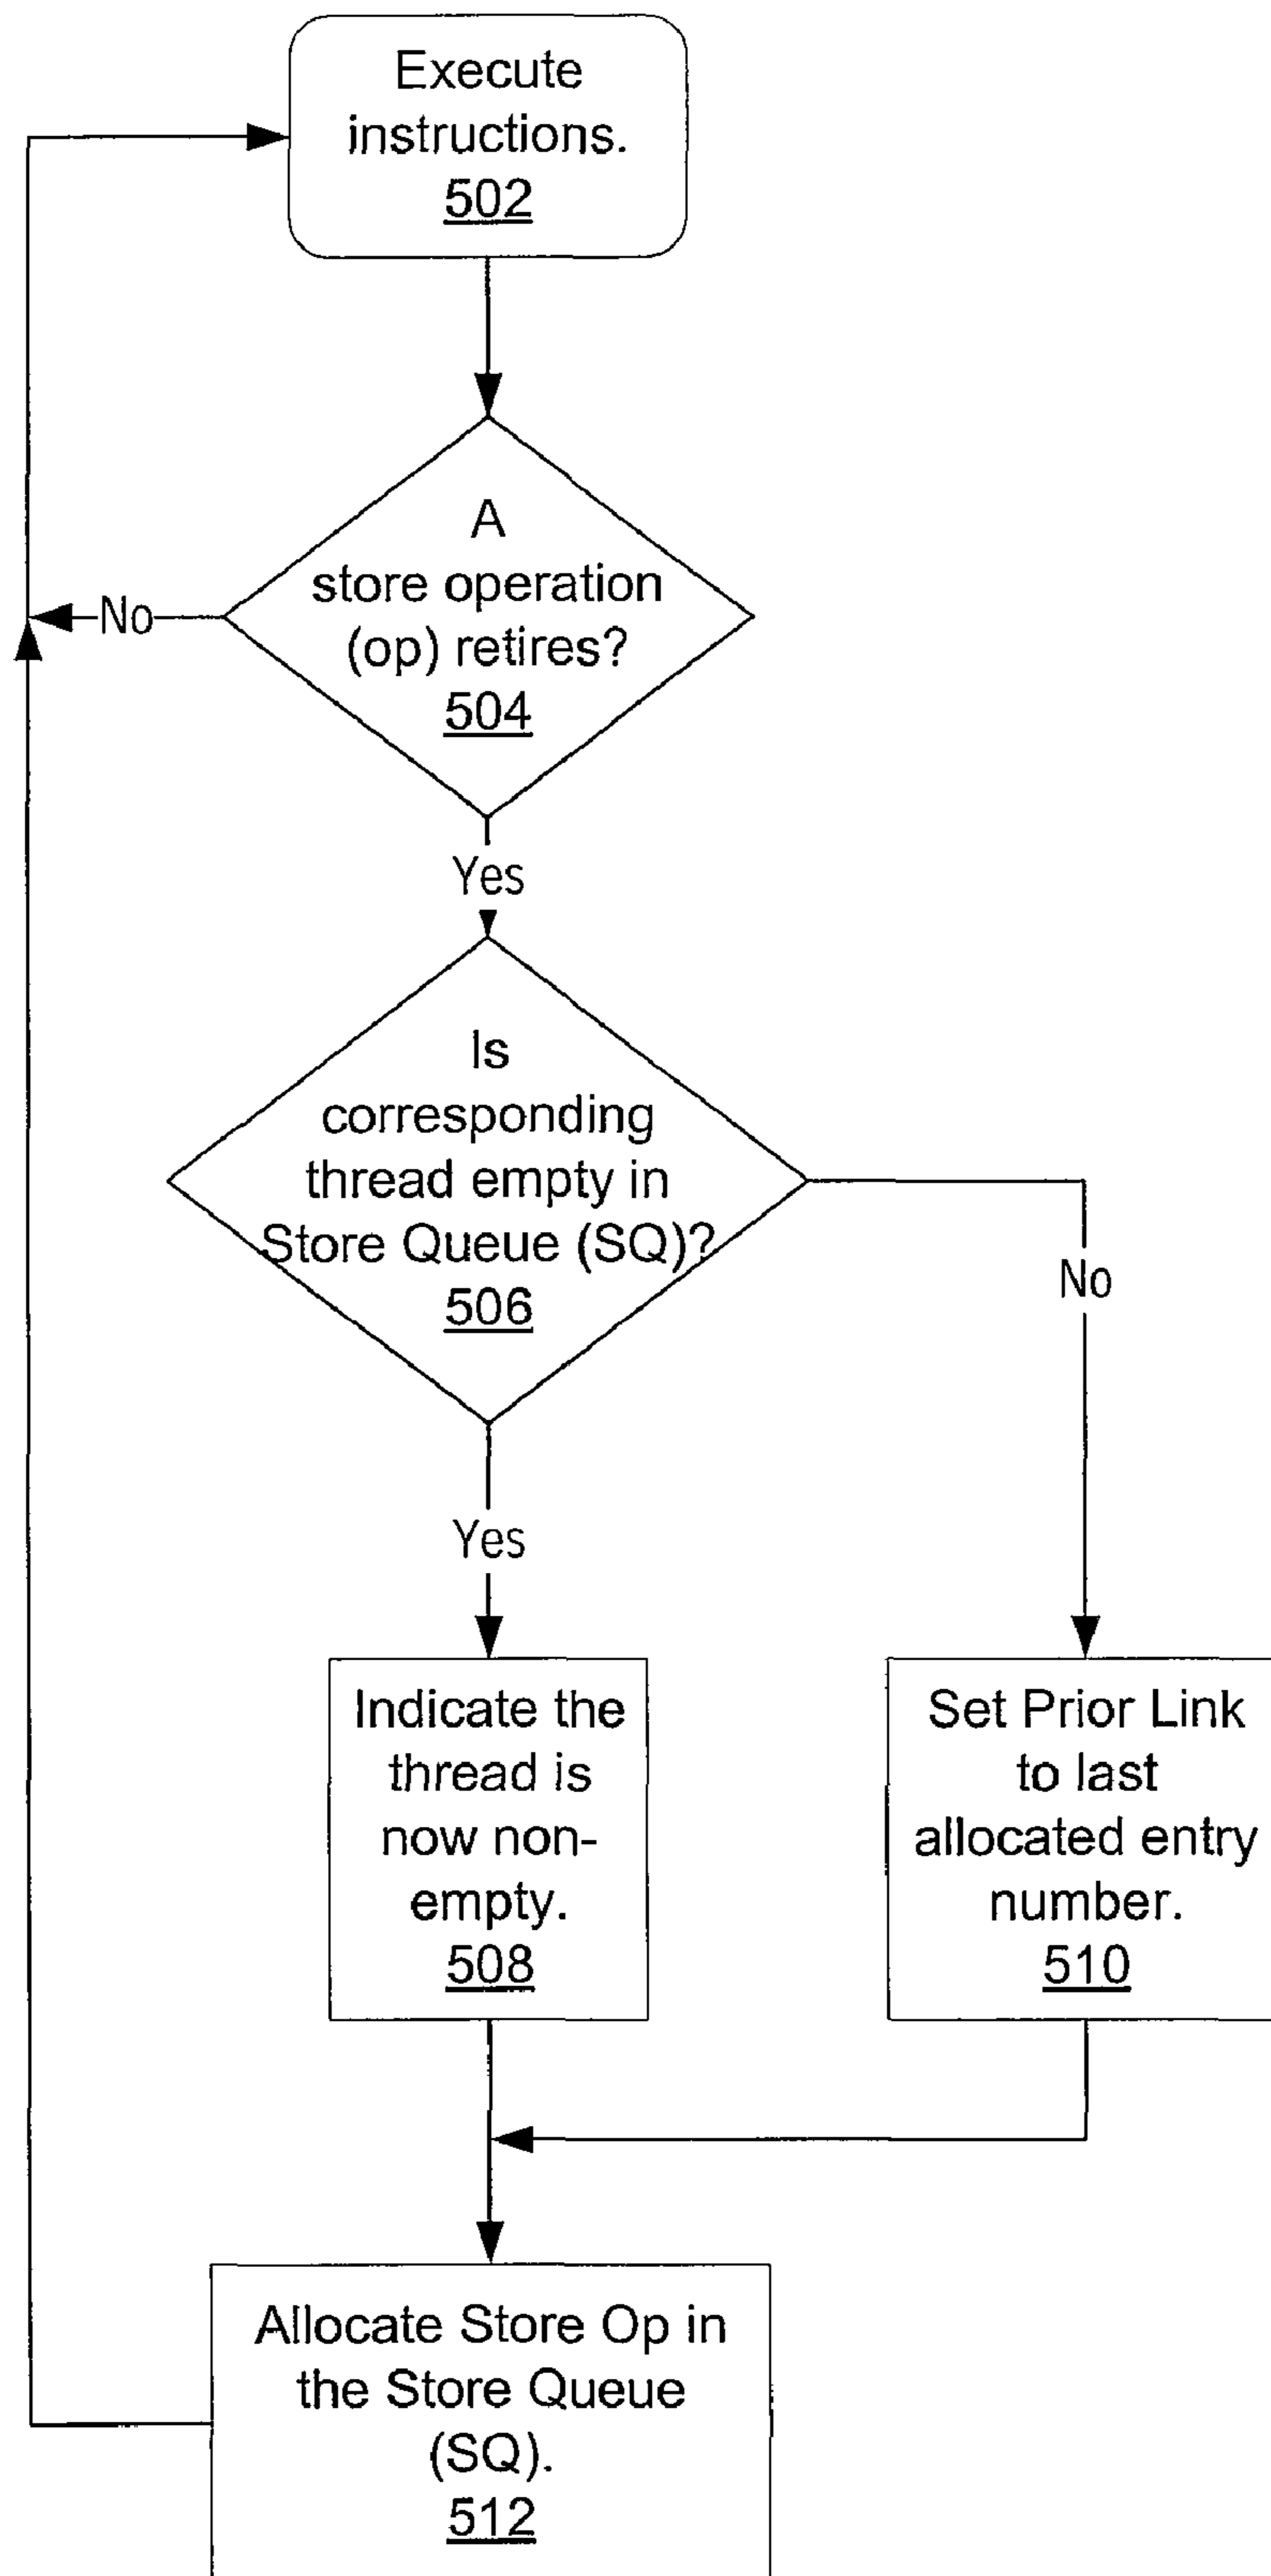 Execute
instructions.
502
A
store operation
(op) retires?
504
No
Yes
Is
corresponding
thread empty in
Store Queue (SQ)?
506
No
Yes
Indicate the
thread is
now non-
empty.
508
Set Prior Link
to last
allocated entry
number.
510
Allocate Store Op in
the Store Queue
(SQ).
512